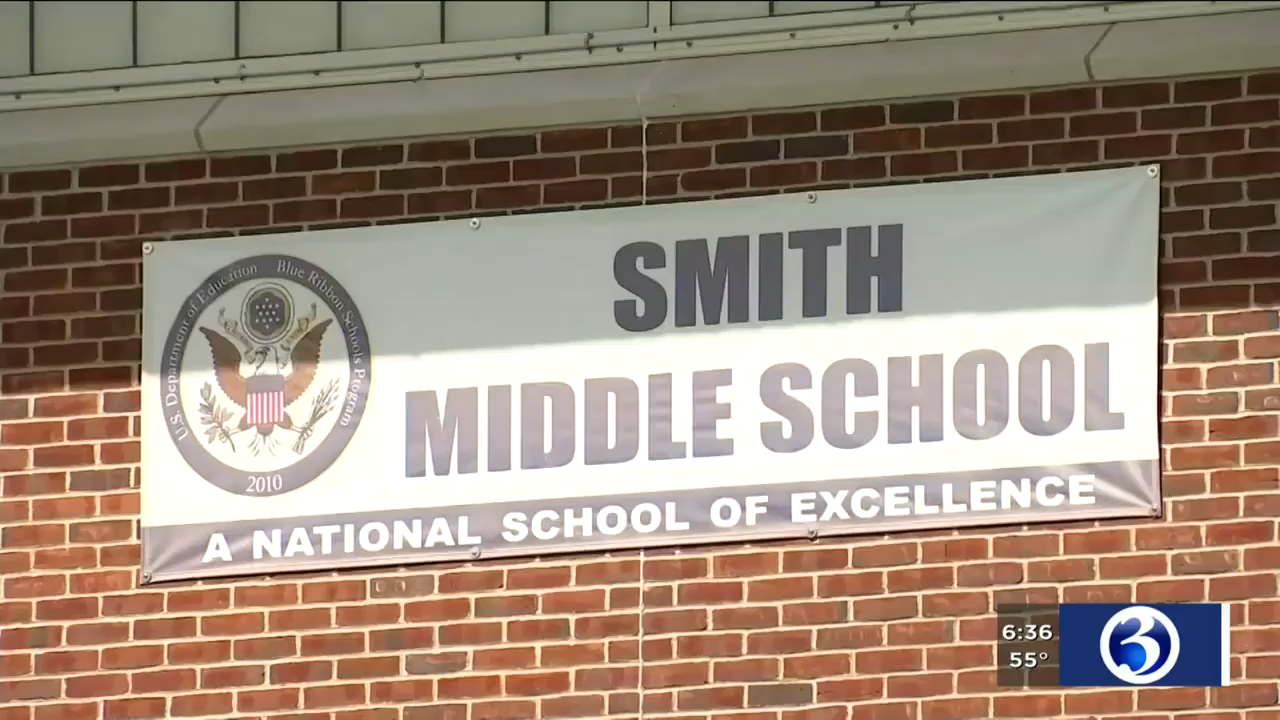 U.S. Department of Education Blue Ribbon Schools Program
2010
SMITH
MIDDLE SCHOOL
A NATIONAL SCHOOL OF EXCELLENCE
6:36
55°
3